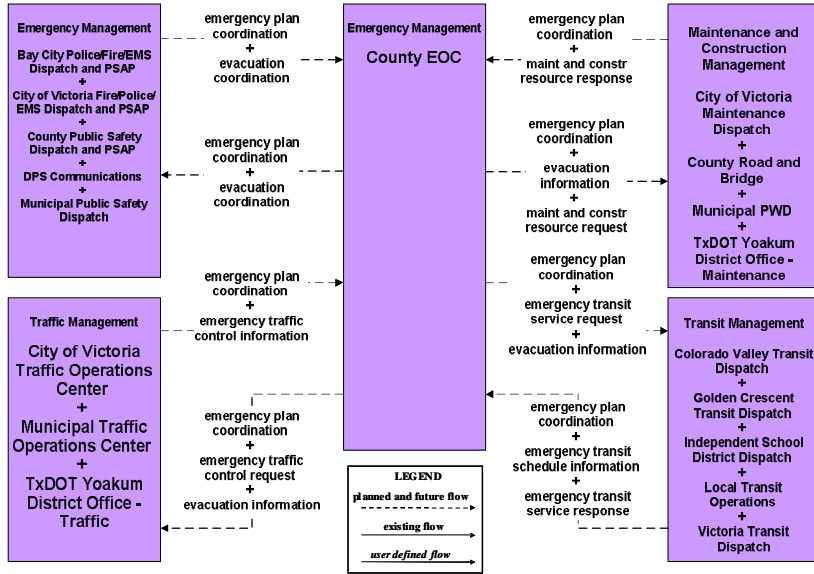 Emergency Management
Bay City Police/Fire/EMS
Dispatch and PSAP
+
City of Victoria Fire/Police/
EMS Dispatch and PSAP
+
County Public Safety
Dispatch and PSAP
+
DPS Communications
+
Municipal Public Safety
Dispatch
emergency plan
coordination
+
evacuation
coordination
emergency plan
coordination
+
evacuation
coordination
Emergency Management
County EOC
emergency plan
coordination
+
maint and constr
resource response
emergency plan
coordination
+
evacuation
information
+
maint and constr
resource request
Maintenance and
Construction
Management
City of Victoria
Maintenance
Dispatch
+
County Road and
Bridge
+
Municipal PWD
+
TxDOT Yoakum
District Office -
Maintenance
Traffic Management
City of Victoria
Traffic Operations
Center
+
Municipal Traffic
Operations Center
+
TxDOT Yoakum
District Office -
Traffic
emergency plan
coordination
+
emergency traffic
control information
emergency plan
coordination
+
emergency traffic
control request
+
evacuation information
emergency plan
coordination
+
emergency transit
service request
+
evacuation information
emergency plan
coordination
+
emergency transit
schedule information
+
emergency transit
service response
Transit Management
Colorado Valley Transit
Dispatch
+
Golden Crescent
Transit Dispatch
+
Independent School
District Dispatch
+
Local Transit
Operations
+
Victoria Transit
Dispatch
LEGEND
planned and future flow
existing flow
user defined flow